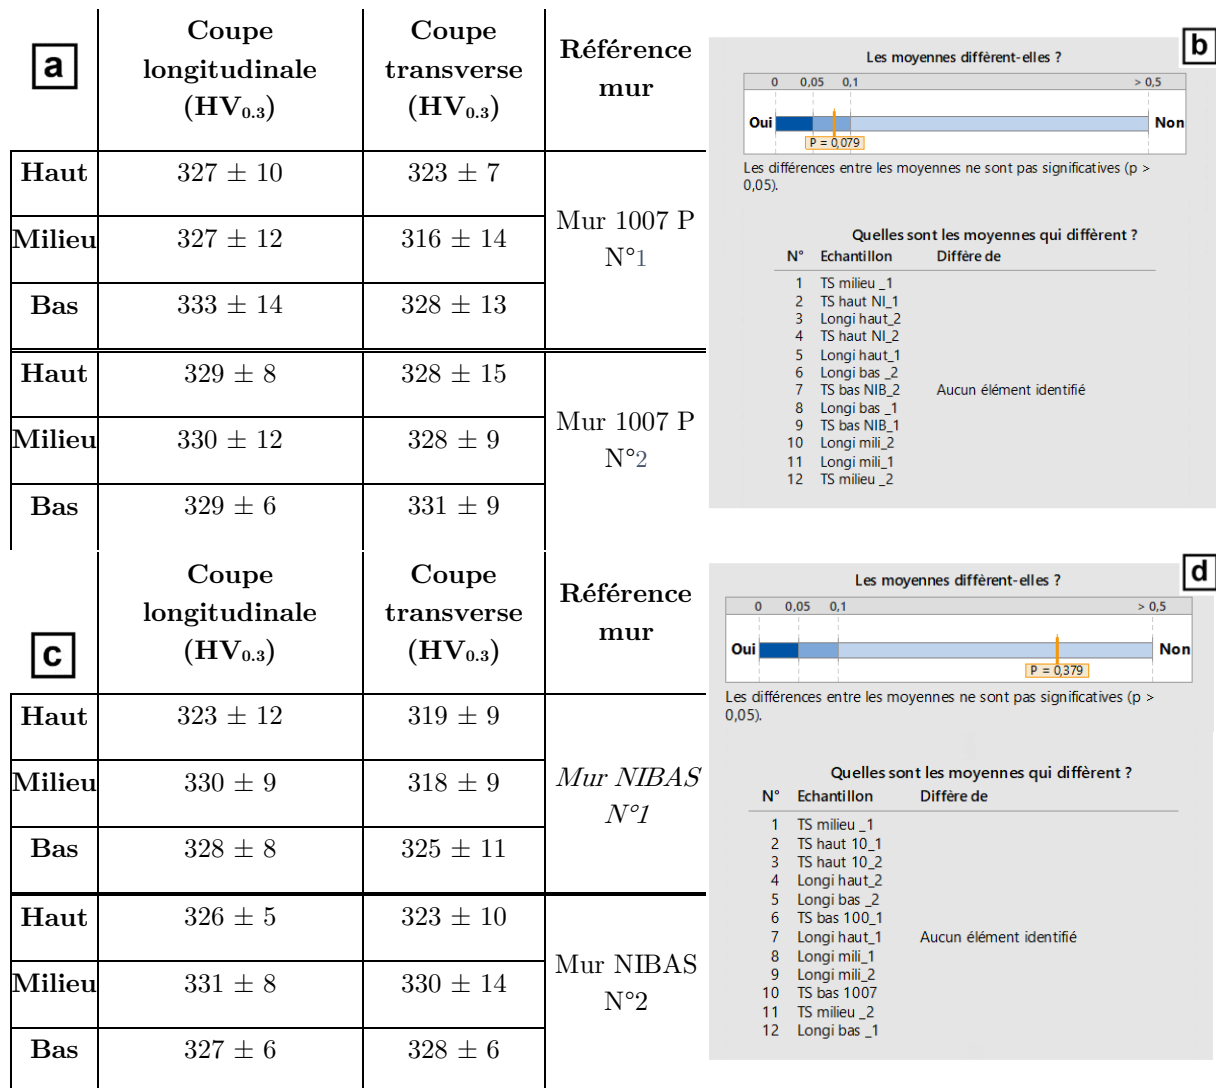 a
Coupe longitudinale (HV0.3) Coupe transverse (HV0.3) Référence mur
Haut 327 ± 10 323 ± 7
Milieu 327 ± 12 316 ± 14
Mur 1007 P N°1
Bas 333 ± 14 328 ± 13
Haut 329 ± 8 328 ± 15
Milieu 330 ± 12 328 ± 9
Mur 1007 P N°2
Bas 329 ± 6 331 ± 9
b
Les moyennes diffèrent-elles ?
0 0,05 0,1 > 0,5
Oui Non
P = 0,079
Les différences entre les moyennes ne sont pas significatives (p >
0,05).
Quelles sont les moyennes qui diffèrent ?
N° Echantillon Diffère de
1 TS milieu _1
2 TS haut NI_1
3 Longi haut_2
4 TS haut NI_2
5 Longi haut_1
6 Longi bas _2
7 TS bas NIB_2 Aucun élément identifié
8 Longi bas _1
9 TS bas NIB_1
10 Longi mili_2
11 Longi mili_1
12 TS milieu _2
c
Coupe longitudinale (HV0.3) Coupe transverse (HV0.3) Référence mur
Haut 323 ± 12 319 ± 9
Milieu 330 ± 9 318 ± 9
Mur NIBAS N°1
Bas 328 ± 8 325 ± 11
Haut 326 ± 5 323 ± 10
Milieu 331 ± 8 330 ± 14
Mur NIBAS N°2
Bas 327 ± 6 328 ± 6
d
Les moyennes diffèrent-elles ?
0 0,05 0,1 > 0,5
Oui Non
P = 0,379
Les différences entre les moyennes ne sont pas significatives (p >
0,05).
Quelles sont les moyennes qui diffèrent ?
N° Echantillon Diffère de
1 TS milieu _1
2 TS haut 10_1
3 TS haut 10_2
4 Longi haut_2
5 Longi bas _2
6 TS bas 100_1
7 Longi haut_1 Aucun élément identifié
8 Longi mili_1
9 Longi mili_2
10 TS bas 1007
11 TS milieu _2
12 Longi bas _1